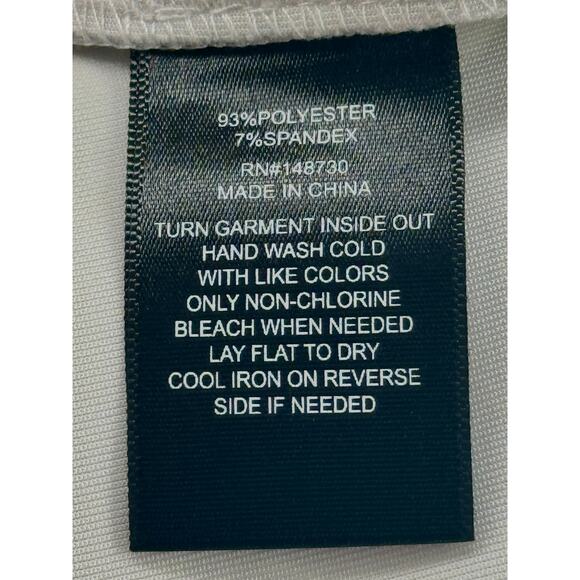 93%POLYESTER
7%SPANDEX
RN#148730
MADE IN CHINA
TURN GARMENT INSIDE OUT
HAND WASH COLD
WITH LIKE COLORS
ONLY NON-CHLORINE
BLEACH WHEN NEEDED
LAY FLAT TO DRY
COOL IRON ON REVERSE
SIDE IF NEEDED